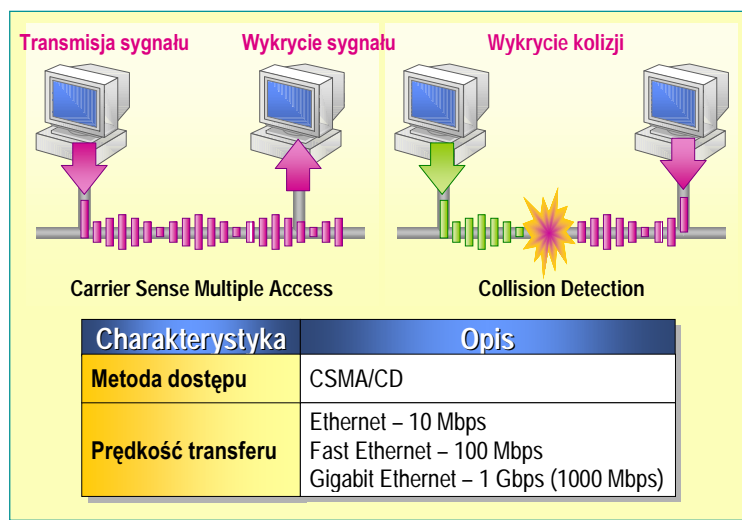 Transmisja sygnału
Wykrycie sygnału
Wykrycie kolizji
Carrier Sense Multiple Access
Collision Detection
Charakterystyka
Opis
Metoda dostępu
CSMA/CD
Prędkość transferu
Ethernet – 10 Mbps
Fast Ethernet – 100 Mbps
Gigabit Ethernet – 1 Gbps (1000 Mbps)